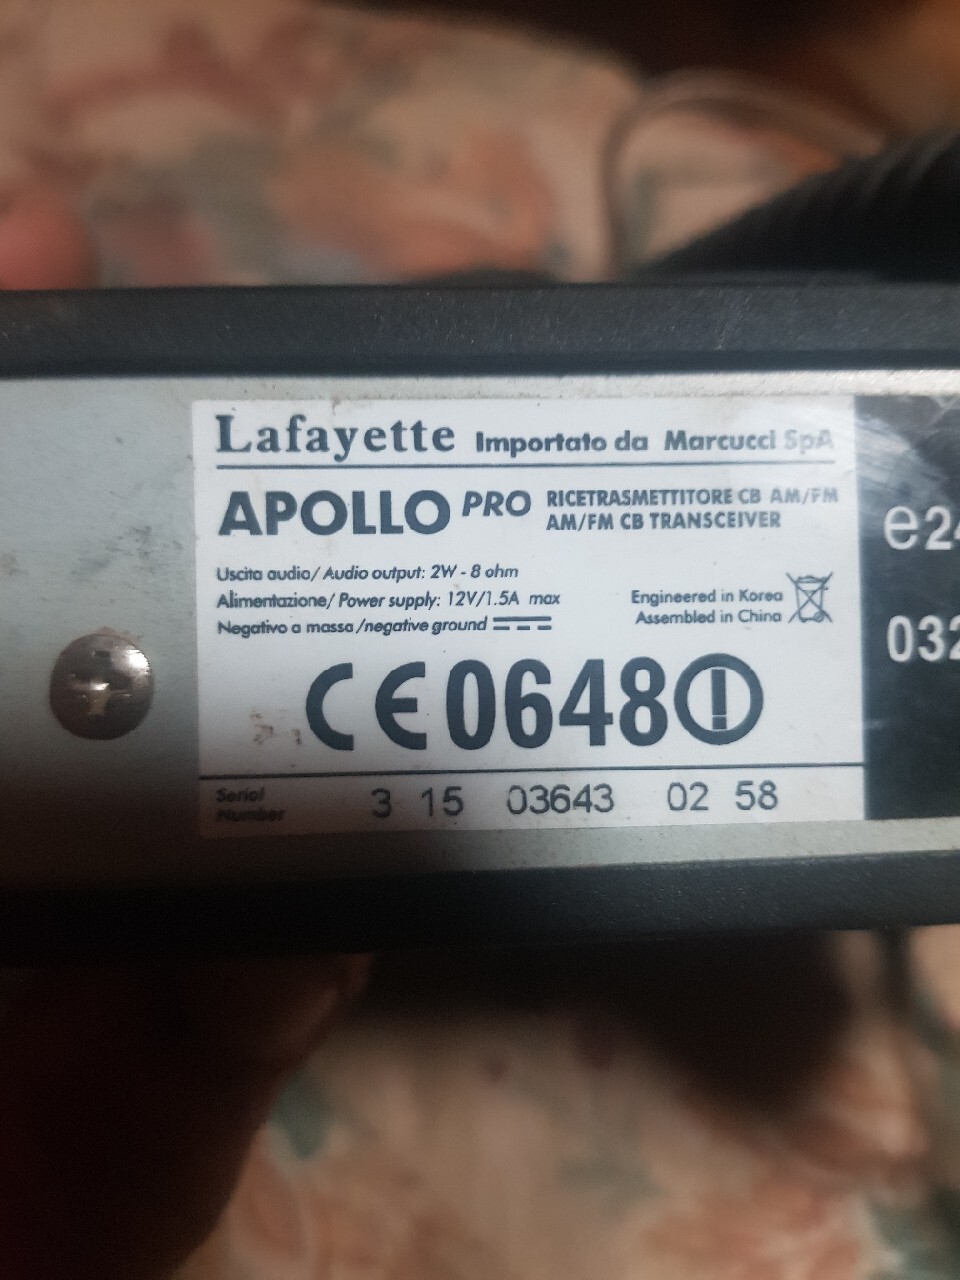 Lafayette Importato da Marcucci SpA
APOLLO PRO RICETRASMETTITORE CB AM/FM
AM/FM CB TRANSCEIVER
Uscita audio/ Audio output: 2W - 8 ohm
Alimentazione/ Power supply: 12V/1.5A max
Negativo a massa/negative ground
Engineered in Korea
Assembled in China
CE0648
Serial Number 3 15 03643 02 58
e24
032